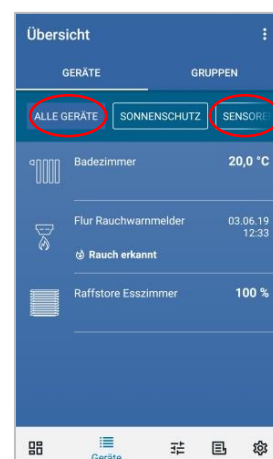 Übersicht
GERÄTE GRUPPEN
ALLE GERÄTE SONNENSCHUTZ SENSORE
Badezimmer 20,0 °C
Flur Rauchwarnmelder 03.06.19
12:33
Rauch erkannt
Raffstore Esszimmer 100 %
Geräte